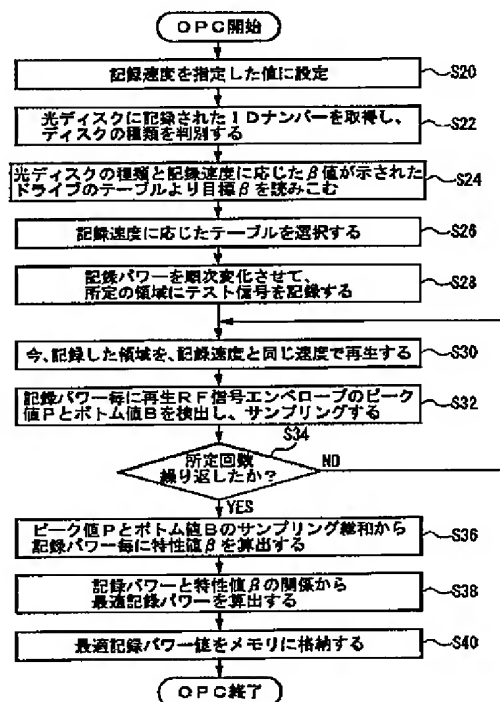 OPC開始
記録速度を指定した値に設定
S20
光ディスクに記録されたIDナンバーを取得し、
ディスクの種類を判別する
S22
光ディスクの種類と記録速度に応じたβ値が示された
ドライブのテーブルより目標βを読みこむ
S24
記録速度に応じたテーブルを選択する
S26
記録パワーを順次変化させて、
所定の領域にテスト信号を記録する
S28
今、記録した領域を、記録速度と同じ速度で再生する
S30
記録パワー毎に再生RF信号エンベロープのピーク
値Pとボトム値Bを検出し、サンプリングする
S32
S34
所定回数
繰り返したか?
NO
YES
ピーク値Pとボトム値Bのサンプリング総和から
記録パワー毎に特性値βを算出する
S36
記録パワーと特性値βの関係から
最適記録パワーを算出する
S38
最適記録パワー値をメモリに格納する
S40
OPC終了